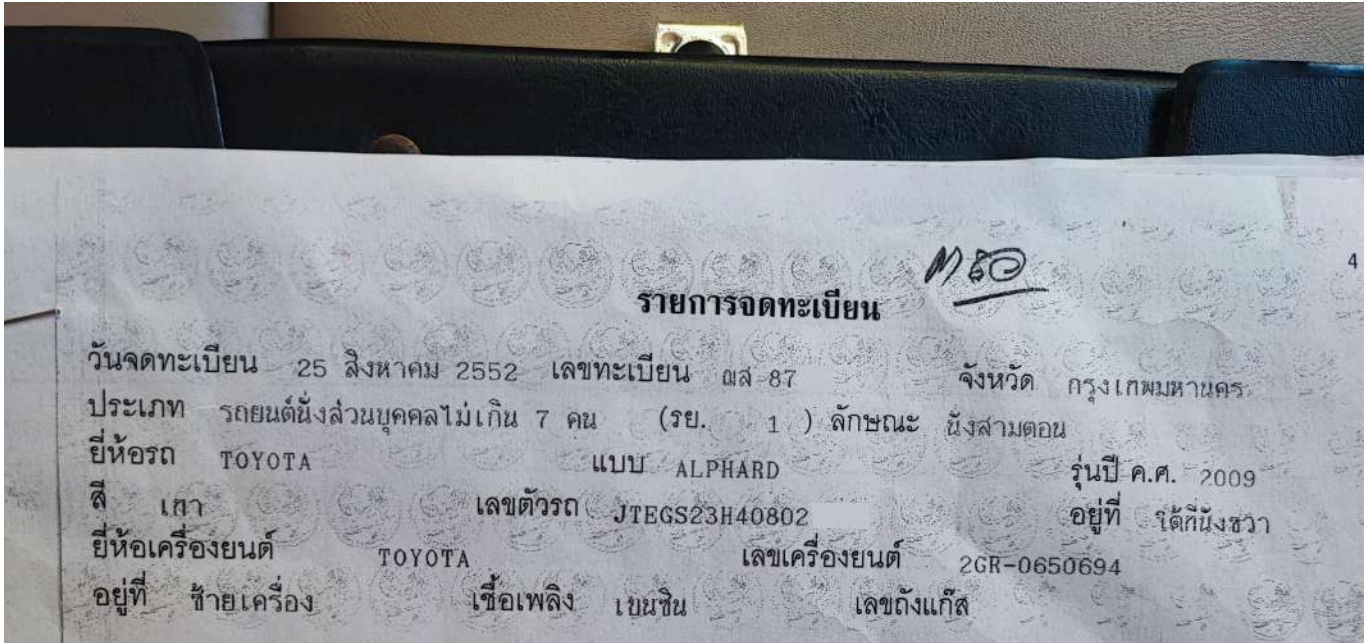 4
รายการจดทะเบียน
วันจดทะเบียน 25 สิงหาคม 2552 เลขทะเบียน ฌส 87 จังหวัด กรุงเทพมหานคร
ประเภท รถยนต์นั่งส่วนบุคคลไม่เกิน 7 คน (รย. 1 ) ลักษณะ นั่งสามตอน
ยี่ห้อรถ TOYOTA แบบ ALPHARD รุ่นปี ค.ศ. 2009
สี เทา เลขตัวรถ JTEGS23H40802 อยู่ที่ ใต้ที่นั่งขวา
ยี่ห้อเครื่องยนต์ TOYOTA เลขเครื่องยนต์ 2GR-0650694
อยู่ที่ ซ้ายเครื่อง เชื้อเพลิง เบนซิน เลขถังแก๊ส